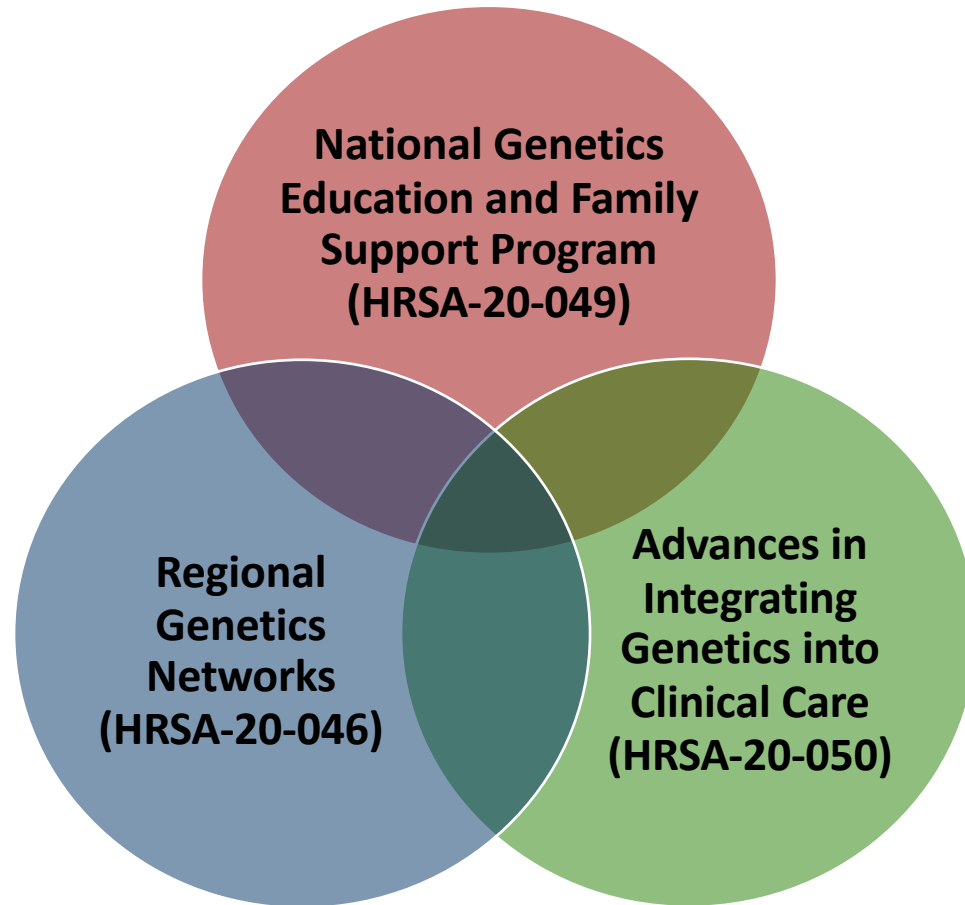 National Genetics
Education and Family
Support Program
(HRSA-20-049)
Regional
Genetics
Networks
(HRSA-20-046)
Advances in
Integrating
Genetics into
Clinical Care
(HRSA-20-050)